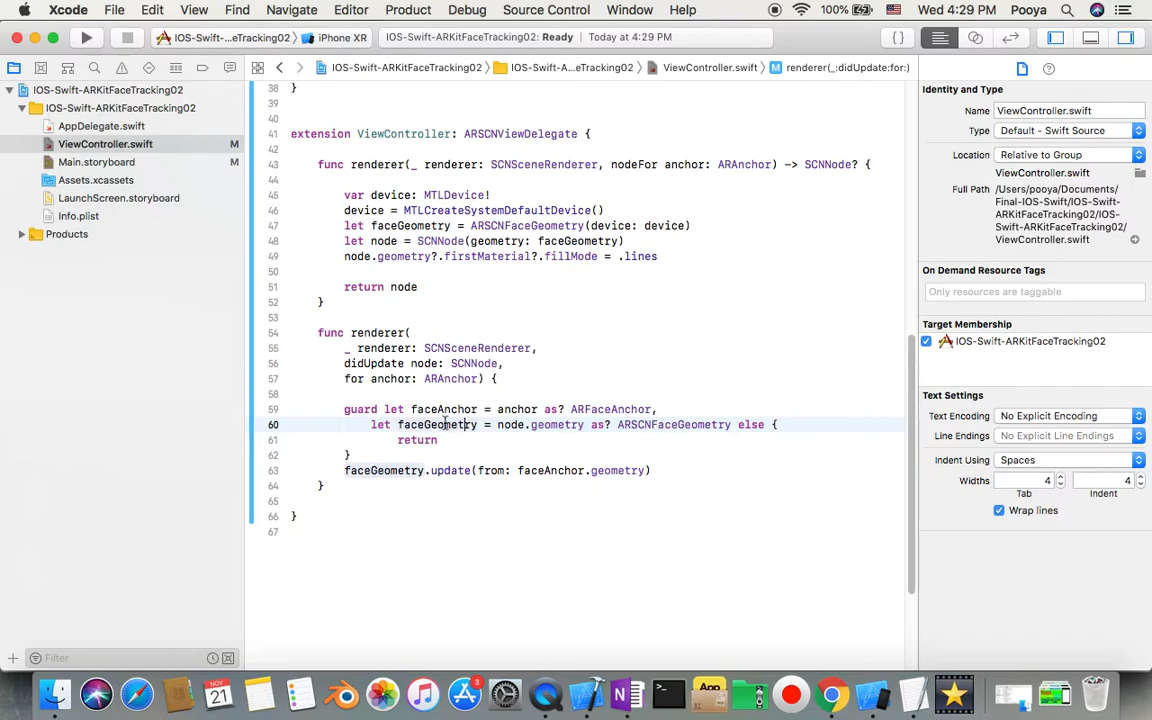 Xcode File Edit View Find Navigate Editor Product Debug Source Control Window Help 100% Wed 4:29 PM Pooya
IOS-Swift-...eTracking02 〉 iPhone XR
IOS-Swift-ARKitFaceTracking02: Ready | Today at 4:29 PM
IOS-Swift-ARKitFaceTracking02 〉 IOS-Swift-A...eTracking02 〉 ViewController.swift 〉 M renderer(_:didUpdate:for:)
IOS-Swift-ARKitFaceTracking02
IOS-Swift-ARKitFaceTracking02
AppDelegate.swift
ViewController.swift M
Main.storyboard M
Assets.xcassets
LaunchScreen.storyboard
Info.plist
Products
Filter
38 }
39
40
41 extension ViewController: ARSCNViewDelegate {
42
43 func renderer(_ renderer: SCNSceneRenderer, nodeFor anchor: ARAnchor) -> SCNNode? {
44
45 var device: MTLDevice!
46 device = MTLCreateSystemDefaultDevice()
47 let faceGeometry = ARSCNFaceGeometry(device: device)
48 let node = SCNNode(geometry: faceGeometry)
49 node.geometry?.firstMaterial?.fillMode = .lines
50
51 return node
52 }
53
54 func renderer(
55 _ renderer: SCNSceneRenderer,
56 didUpdate node: SCNNode,
57 for anchor: ARAnchor) {
58
59 guard let faceAnchor = anchor as? ARFaceAnchor,
60 let faceGeometry = node.geometry as? ARSCNFaceGeometry else {
61 return
62 }
63 faceGeometry.update(from: faceAnchor.geometry)
64 }
65
66 }
67
Identity and Type
Name ViewController.swift
Type Default - Swift Source
Location Relative to Group
ViewController.swift
Full Path /Users/pooya/Documents/
Final-IOS-Swift/IOS-
Swift-ARKitFaceTracking02/IOS-
Swift-ARKitFaceTracking02/
ViewController.swift
On Demand Resource Tags
Only resources are taggable
Target Membership
IOS-Swift-ARKitFaceTracking02
Text Settings
Text Encoding No Explicit Encoding
Line Endings No Explicit Line Endings
Indent Using Spaces
Widths 4 4
Tab Indent
Wrap lines
NOV
21
3
App